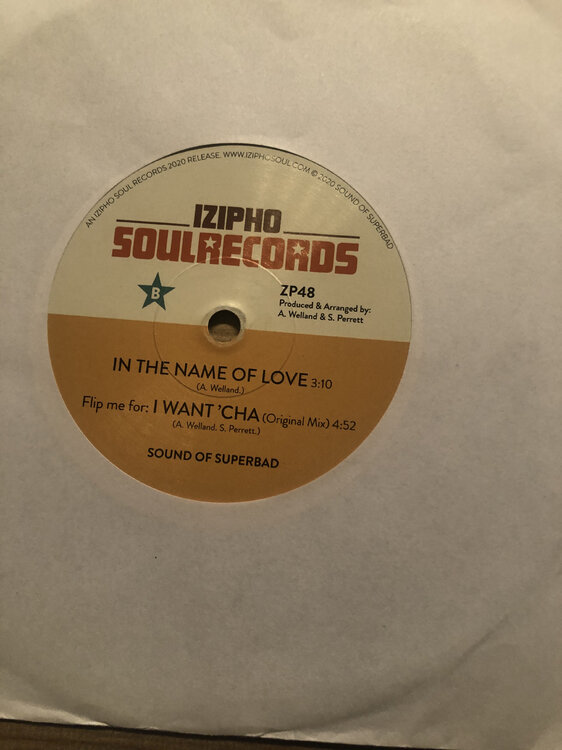 AN IZIPHO SOUL RECORDS 2020 RELEASE. WWW.IZIPHOSOUL.COM © 2020 SOUND OF SUPERBAD
IZIPHO
SOULRECORDS
B
ZP48
Produced & Arranged by:
A. Welland & S. Perrett
IN THE NAME OF LOVE 3:10
(A. Welland.)
Flip me for: I WANT 'CHA (Original Mix) 4:52
(A. Welland. S. Perrett.)
SOUND OF SUPERBAD